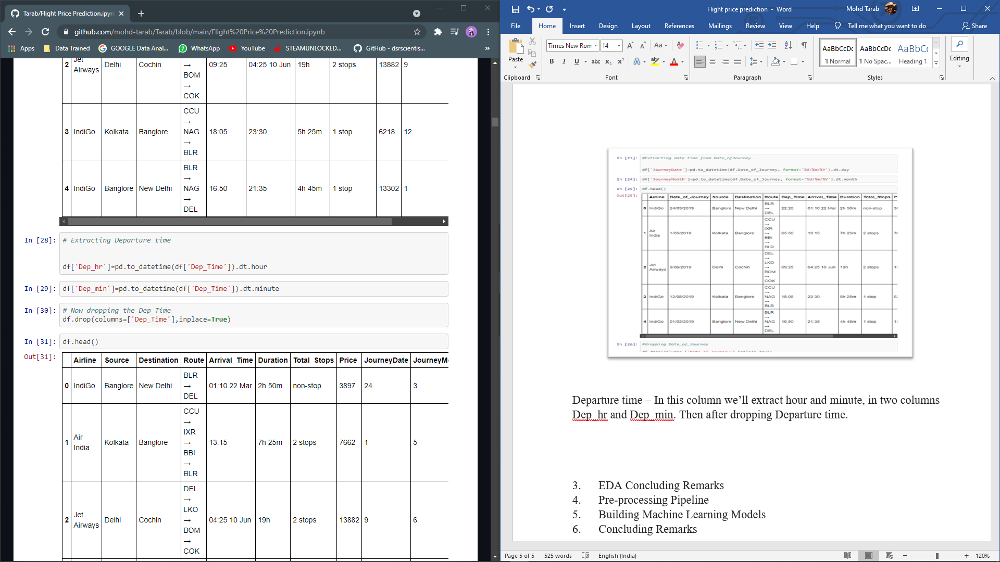 Tarab/Flight Price Prediction.ipyn
github.com/mohd-tarab/Tarab/blob/main/Flight%20Price%20Prediction.ipynb
Apps Data Trained GOOGLE Data Anal... WhatsApp YouTube STEAMUNLOCKED... GitHub - dsrscientis... »
2 Jet Airways Delhi Cochin → BOM → COK 09:25 04:25 10 Jun 19h 2 stops 13882 9
3 IndiGo Kolkata Banglore CCU → NAG → BLR 18:05 23:30 5h 25m 1 stop 6218 12
4 IndiGo Banglore New Delhi BLR → NAG → DEL 16:50 21:35 4h 45m 1 stop 13302 1
In [28]: # Extracting Departure time
df['Dep_hr']=pd.to_datetime(df['Dep_Time']).dt.hour
In [29]: df['Dep_min']=pd.to_datetime(df['Dep_Time']).dt.minute
In [30]: # Now dropping the Dep_Time
df.drop(columns=['Dep_Time'],inplace=True)
In [31]: df.head()
Out[31]:
Airline Source Destination Route Arrival_Time Duration Total_Stops Price JourneyDate JourneyM
0 IndiGo Banglore New Delhi BLR → DEL 01:10 22 Mar 2h 50m non-stop 3897 24 3
1 Air India Kolkata Banglore CCU → IXR → BBI → BLR 13:15 7h 25m 2 stops 7662 1 5
2 Jet Airways Delhi Cochin DEL → LKO → BOM → COK 04:25 10 Jun 19h 2 stops 13882 9 6
Flight price prediction - Word
Mohd Tarab
File Home Insert Design Layout References Mailings Review View Help Tell me what you want to do Share
Paste
Times New Ror 14
Aa
B I U abc x₂ x² A A
AaBbCcDc AaBbCcDc AaBbCc
¶ Normal ¶ No Spac... Heading 1
Editing
Clipboard Font Paragraph Styles
In [23]: #Extracting date time from Date_ofJourney.
df['JourneyDate']=pd.to_datetime(df.Date_of_Journey, format='%d/%m/%Y').dt.day
In [24]: df['JourneyMonth']=pd.to_datetime(df.Date_of_Journey, format='%d/%m/%Y').dt.month
In [25]: df.head()
Out[25]:
Airline Date_of_Journey Source Destination Route Dep_Time Arrival_Time Duration Total_Stops P
0 IndiGo 24/03/2019 Banglore New Delhi BLR → DEL 22:20 01:10 22 Mar 2h 50m non-stop
1 Air India 1/05/2019 Kolkata Banglore CCU → IXR → BBI → BLR 05:50 13:15 7h 25m 2 stops
2 Jet Airways 9/06/2019 Delhi Cochin DEL → LKO → BOM → COK 09:25 04:25 10 Jun 19h 2 stops
3 IndiGo 12/05/2019 Kolkata Banglore CCU → NAG → BLR 18:05 23:30 5h 25m 1 stop
4 IndiGo 01/03/2019 Banglore New Delhi BLR → NAG → DEL 16:50 21:35 4h 45m 1 stop
In [26]: #dropping Date_of_Journey
df.drop(columns=['Date_of_Journey'],inplace=True)
Departure time – In this column we’ll extract hour and minute, in two columns
Dep_hr and Dep_min. Then after dropping Departure time.
3. EDA Concluding Remarks
4. Pre-processing Pipeline
5. Building Machine Learning Models
6. Concluding Remarks
Page 5 of 5 525 words English (India) 120%